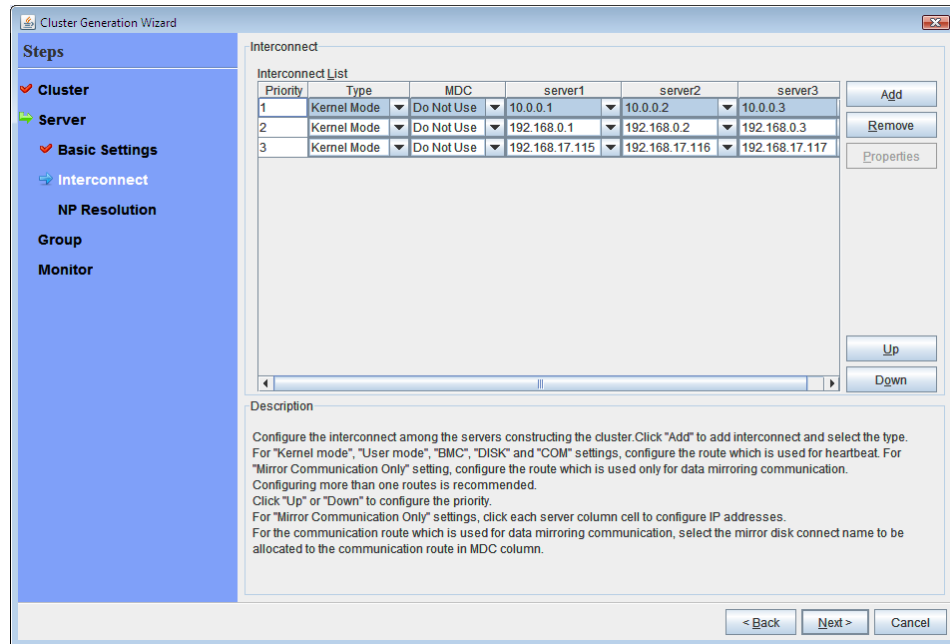 Cluster Generation Wizard
Steps
Cluster
Server
Basic Settings
Interconnect
NP Resolution
Group
Monitor
Interconnect
Interconnect List
Priority Type MDC server1 server2 server3
1 Kernel Mode Do Not Use 10.0.0.1 10.0.0.2 10.0.0.3
2 Kernel Mode Do Not Use 192.168.0.1 192.168.0.2 192.168.0.3
3 Kernel Mode Do Not Use 192.168.17.115 192.168.17.116 192.168.17.117
Add
Remove
Properties
Up
Down
Description
Configure the interconnect among the servers constructing the cluster.Click "Add" to add interconnect and select the type.
For "Kernel mode", "User mode", "BMC", "DISK" and "COM" settings, configure the route which is used for heartbeat. For
"Mirror Communication Only" setting, configure the route which is used only for data mirroring communication.
Configuring more than one routes is recommended.
Click "Up" or "Down" to configure the priority.
For "Mirror Communication Only" settings, click each server column cell to configure IP addresses.
For the communication route which is used for data mirroring communication, select the mirror disk connect name to be
allocated to the communication route in MDC column.
< Back Next > Cancel